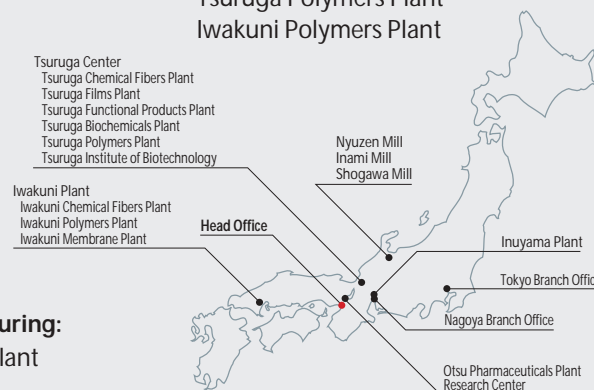 Tsuruga Polymers Plant
Iwakuni Polymers Plant
Tsuruga Center
Tsuruga Chemical Fibers Plant
Tsuruga Films Plant
Tsuruga Functional Products Plant
Tsuruga Biochemicals Plant
Tsuruga Polymers Plant
Tsuruga Institute of Biotechnology
Nyuzen Mill
Inami Mill
Shogawa Mill
Iwakuni Plant
Iwakuni Chemical Fibers Plant
Iwakuni Polymers Plant
Iwakuni Membrane Plant
Head Office
Inuyama Plant
Tokyo Branch Offic
Nagoya Branch Office
uring:
lant
Otsu Pharmaceuticals Plant
Research Center